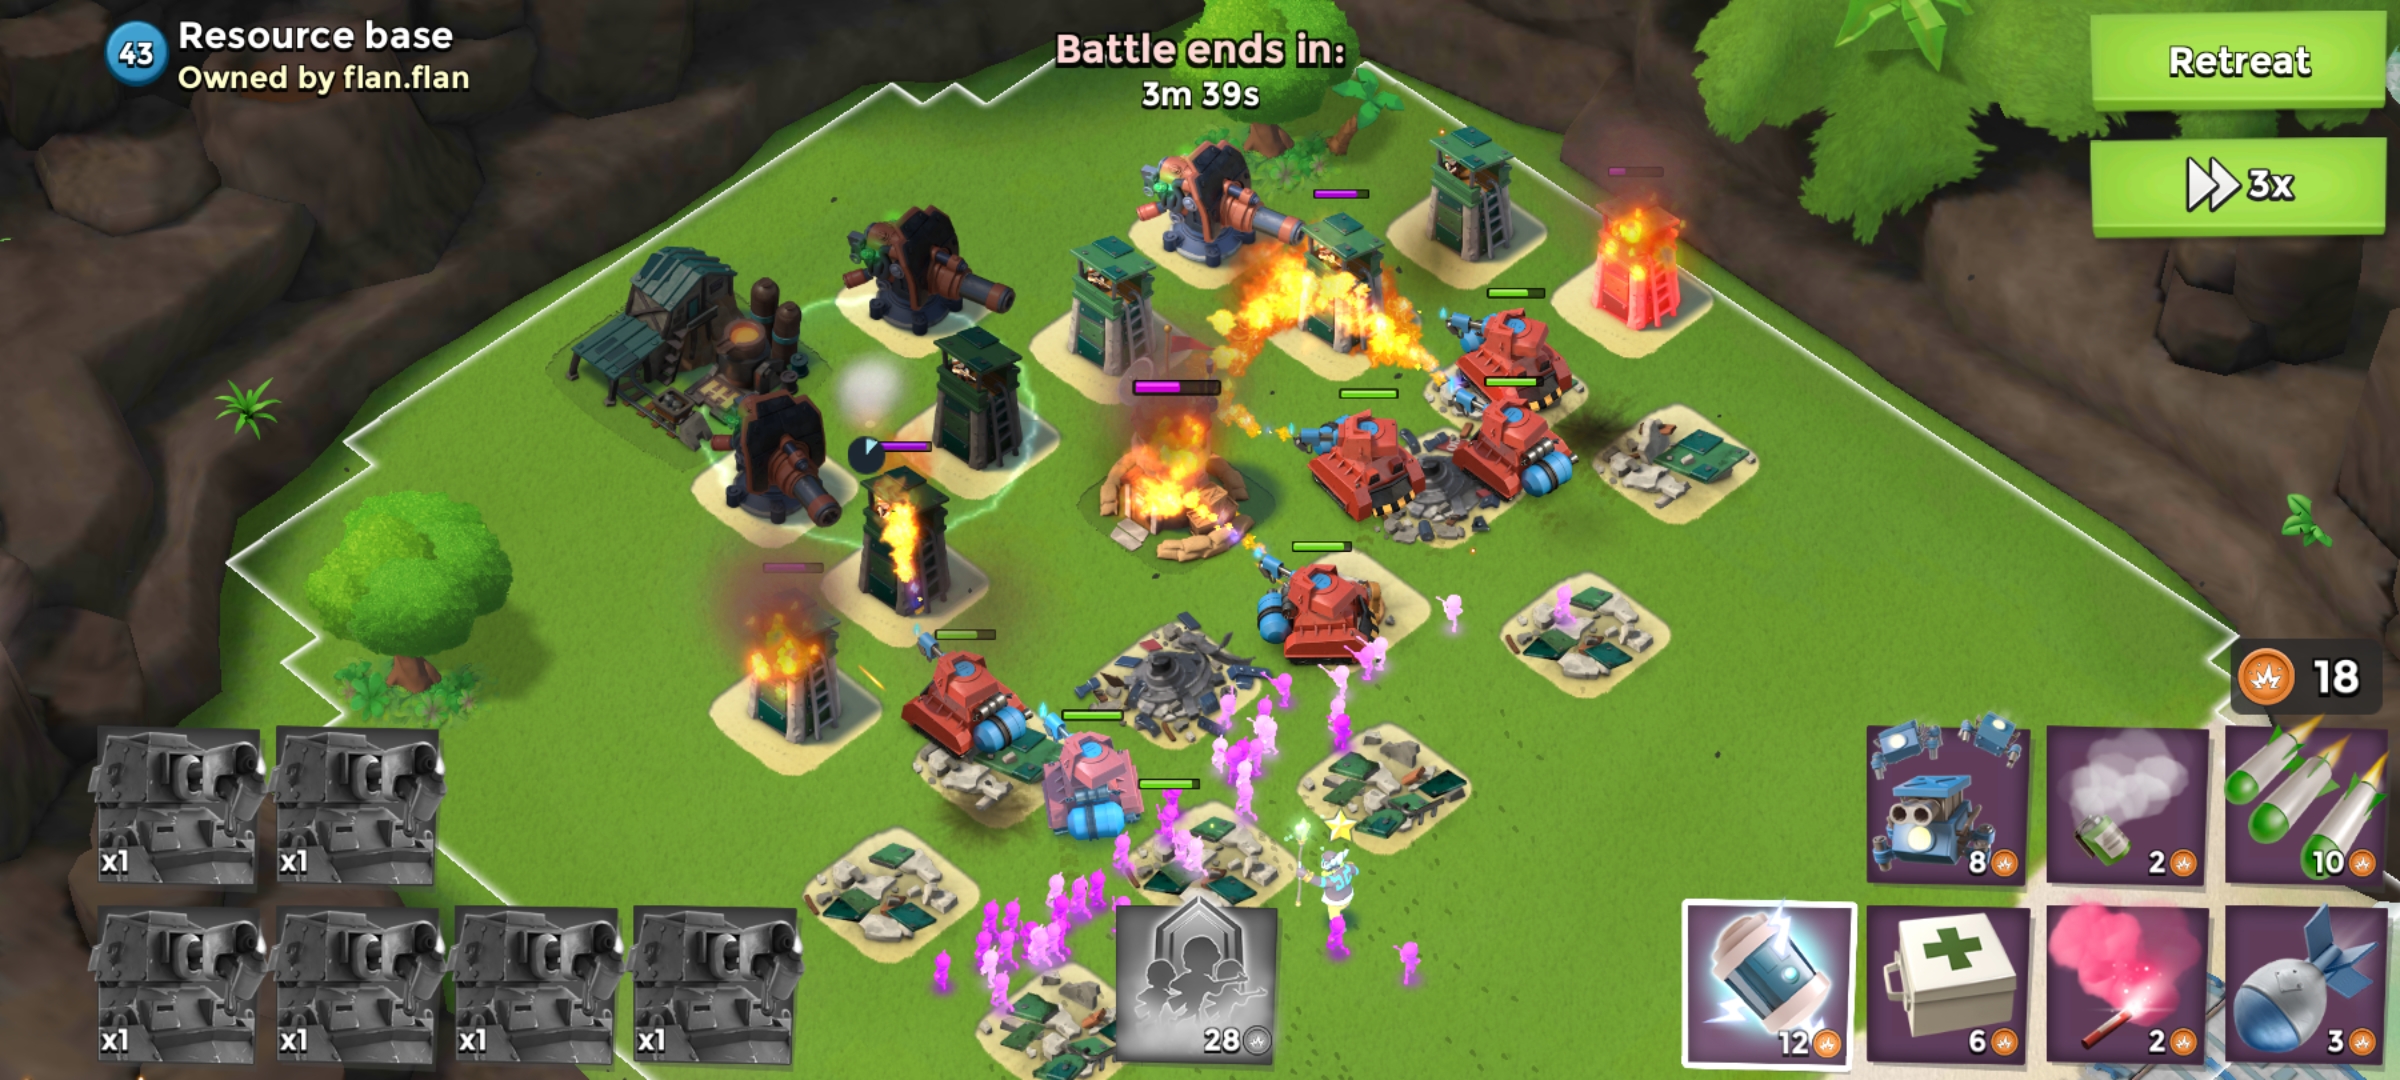 43
Resource base
Owned by flan.flan
Battle ends in:
3m 39s
Retreat
3x
18
x1
x1
8
2
10
x1
x1
x1
x1
28
12
6
2
3